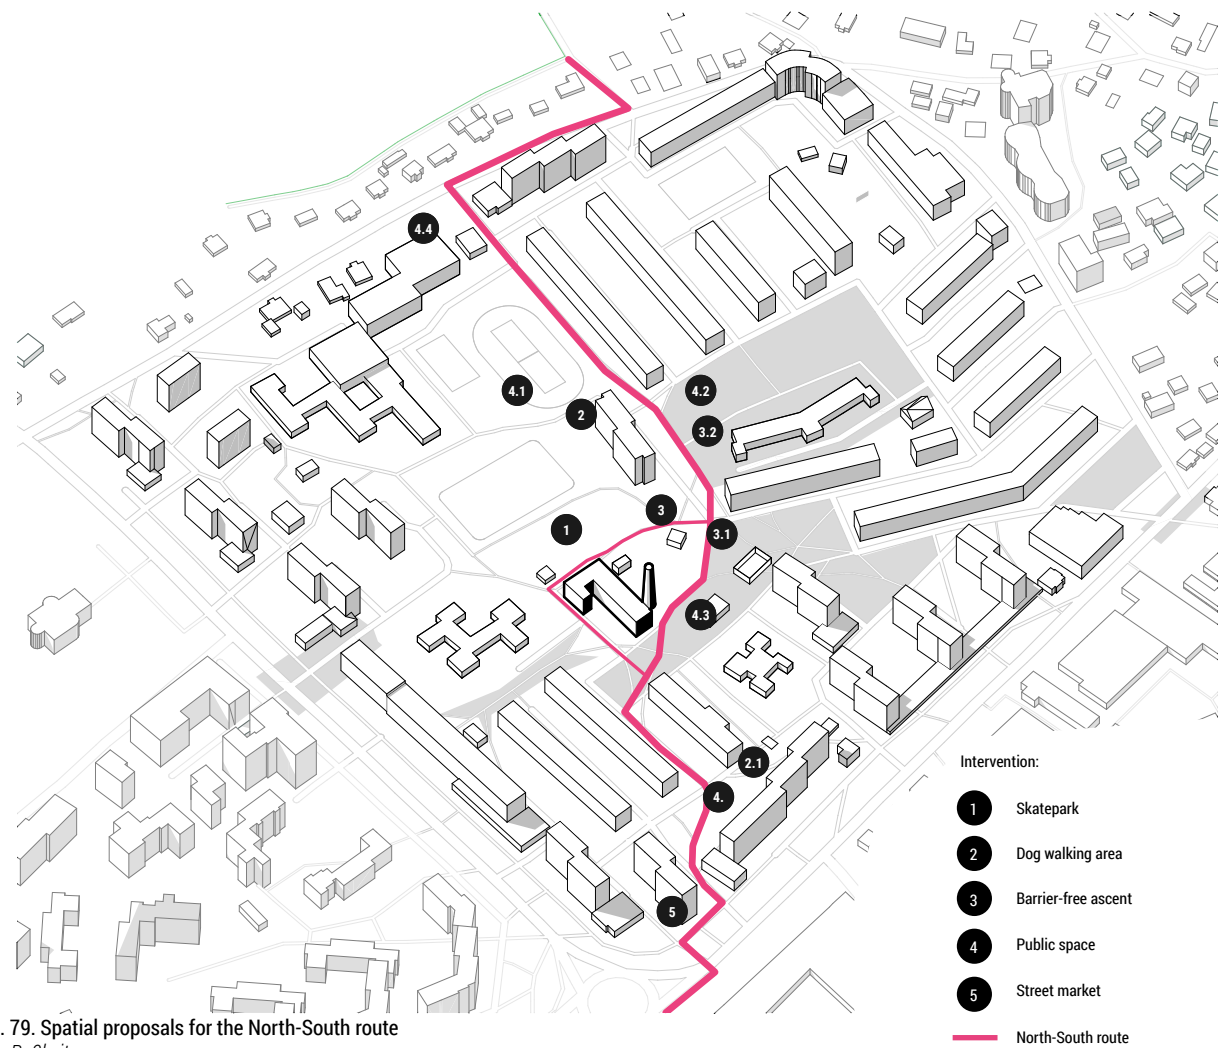 4.4
4.1
4.2
2
3.2
3
1
3.1
4.3
2.1
4.
5
Intervention:
1 Skatepark
2 Dog walking area
3 Barrier-free ascent
4 Public space
5 Street market
North-South route
. 79. Spatial proposals for the North-South route